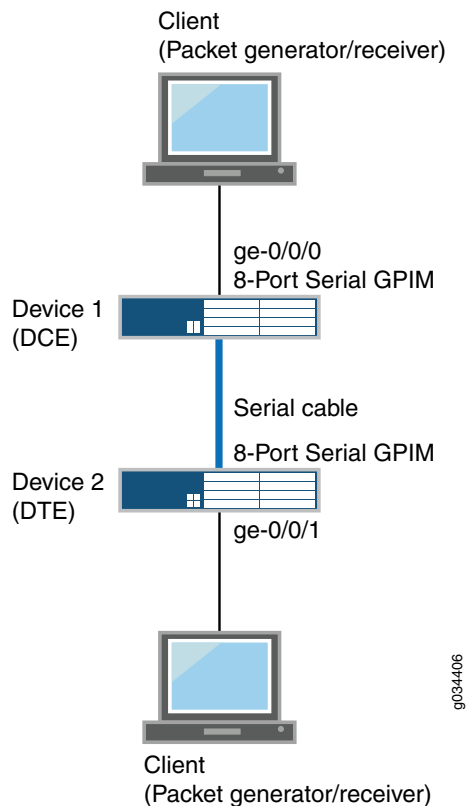 Client
(Packet generator/receiver)
ge-0/0/0
8-Port Serial GPIM
Device 1
(DCE)
Serial cable
8-Port Serial GPIM
Device 2
(DTE)
ge-0/0/1
g034406
Client
(Packet generator/receiver)